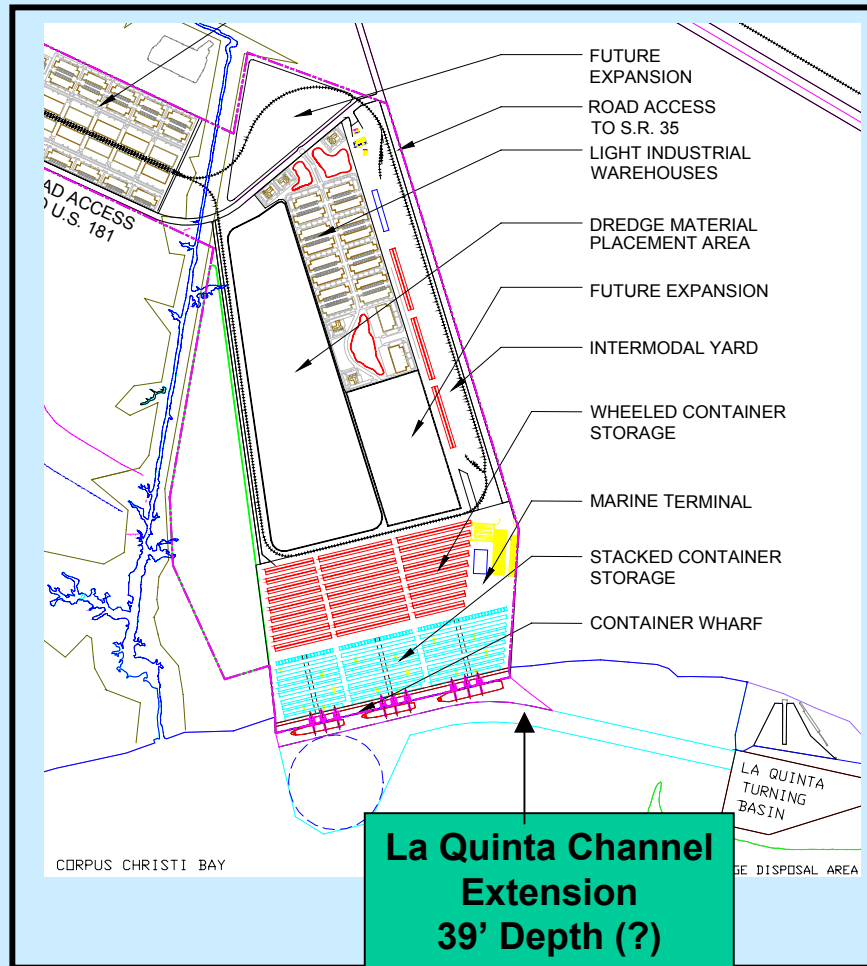 FUTURE
EXPANSION
ROAD ACCESS
TO S.R. 35
LIGHT INDUSTRIAL
WAREHOUSES
AD ACCESS
O U.S. 181
DREDGE MATERIAL
PLACEMENT AREA
FUTURE EXPANSION
INTERMODAL YARD
WHEELED CONTAINER
STORAGE
MARINE TERMINAL
STACKED CONTAINER
STORAGE
CONTAINER WHARF
LA QUINTA
TURNING
BASIN
CORPUS CHRISTI BAY
GE DISPOSAL AREA
La Quinta Channel
Extension
39’ Depth (?)